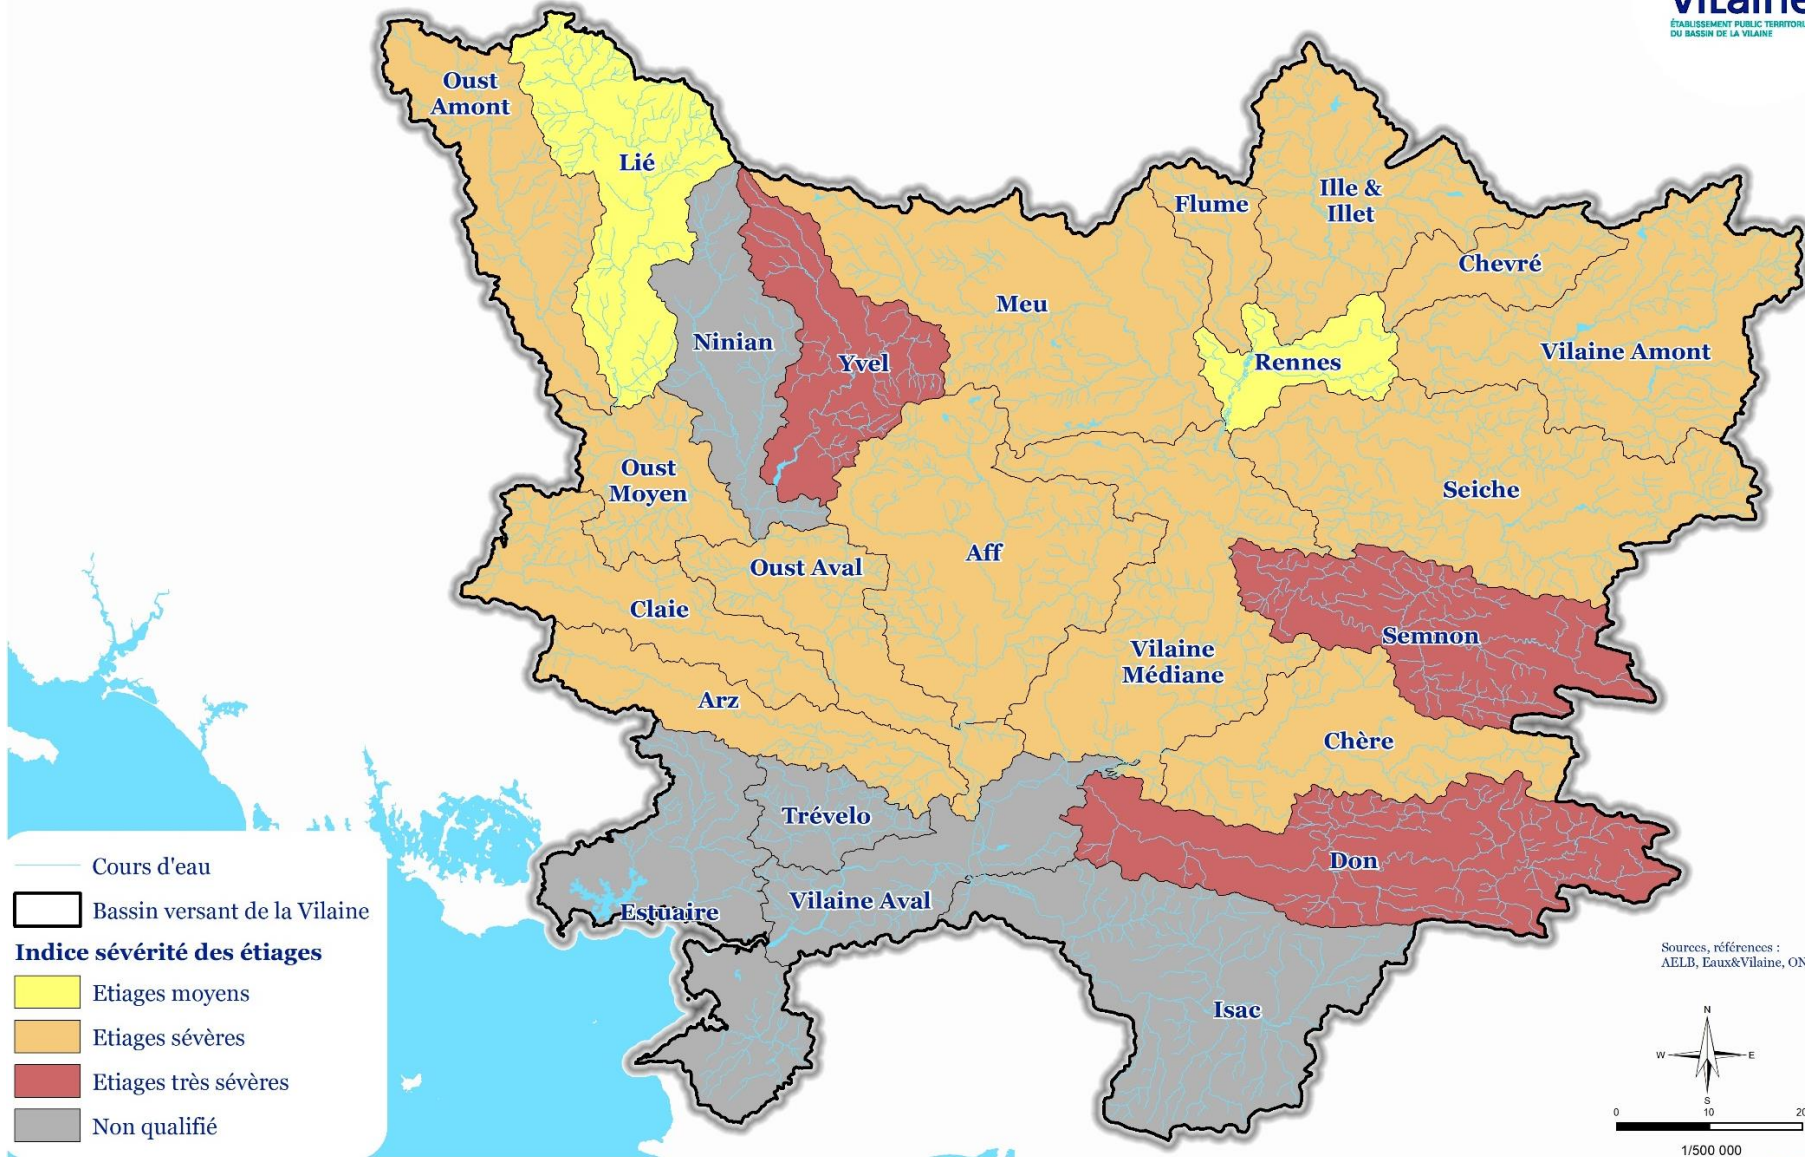 ÉTABLISSEMENT PUBLIC
DU BASSIN DE LA VILAINE
Oust
Amont
Lié
Flume
Ille &
Illet
Chevré
Meu
Ninian
Yvel
Rennes
Vilaine Amont
Oust
Moyen
Seiche
Oust Aval
Aff
Claie
Semnon
Vilaine
Médiane
Arz
Chère
Trévelo
Don
Vilaine Aval
Estuaire
Isac
Cours d'eau
Bassin versant de la Vilaine
Indice sévérité des étiages
Etiages moyens
Etiages sévères
Etiages très sévères
Non qualifié
Sources, références :
AELB, Eaux&Vilaine,
N
W E
S
0 10 20
1/500 000